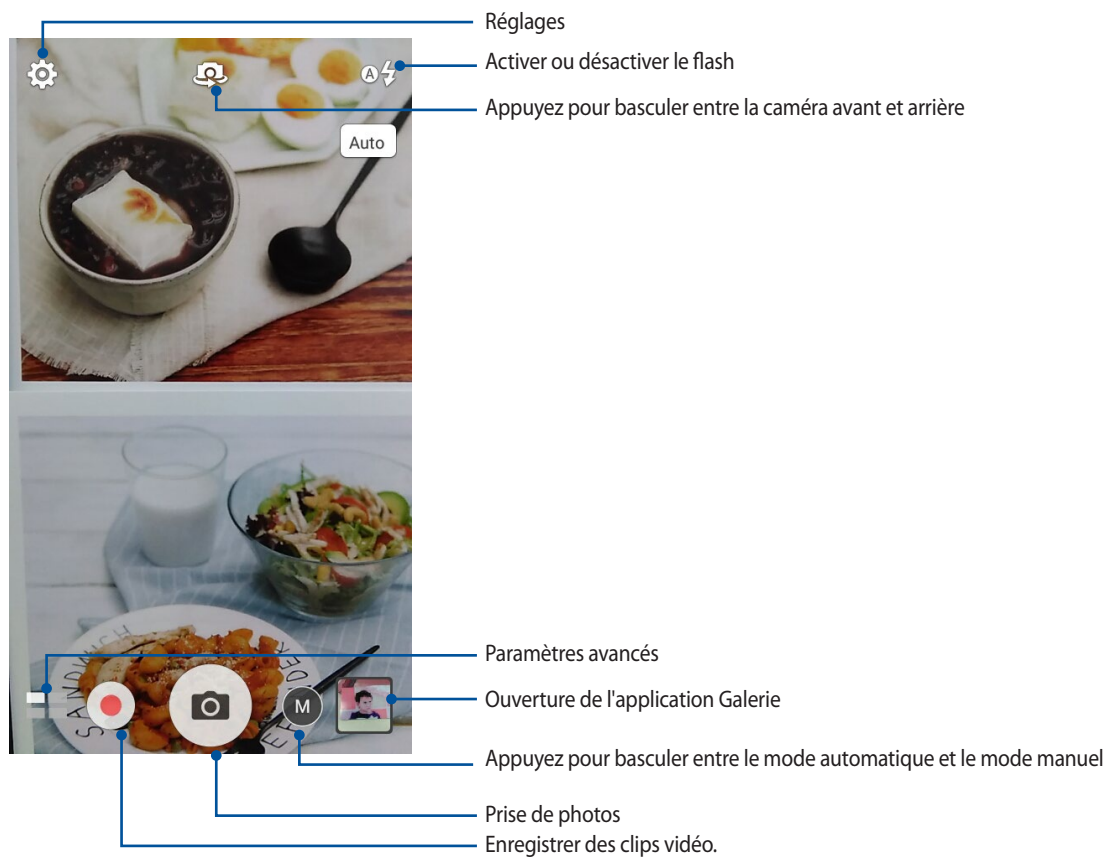 Réglages
Activer ou désactiver le flash
A
Appuyez pour basculer entre la caméra avant et arrière
Auto
SANDWICH
Paramètres avancés
Ouverture de l'application Galerie
M
Appuyez pour basculer entre le mode automatique et le mode manuel
Prise de photos
Enregistrer des clips vidéo.